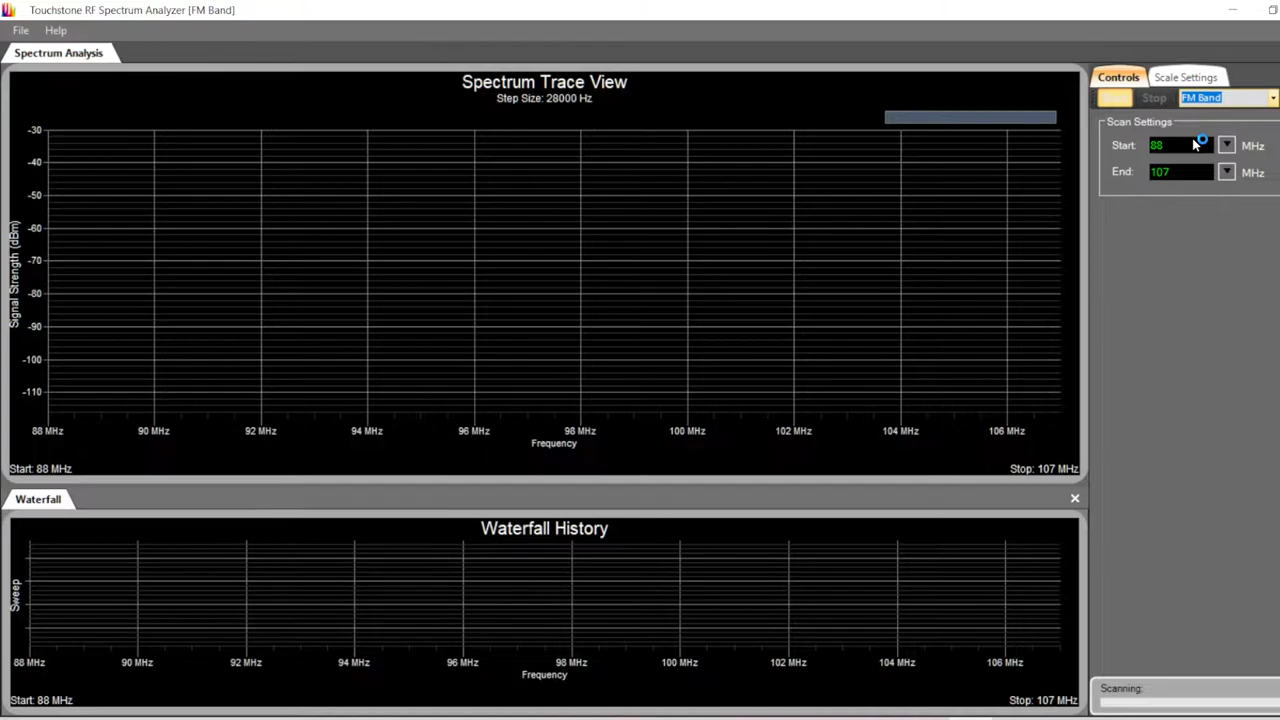 Touchstone RF Spectrum Analyzer [FM Band]
File Help
Spectrum Analysis
Spectrum Trace View
Step Size: 28000 Hz
-30
-40
-50
-60
-70
-80
-90
-100
-110
Signal Strength (dBm)
88 MHz 90 MHz 92 MHz 94 MHz 96 MHz 98 MHz 100 MHz 102 MHz 104 MHz 106 MHz
Frequency
Start: 88 MHz Stop: 107 MHz
Controls Scale Settings
Stop FM Band
Scan Settings
Start: 88 MHz
End: 107 MHz
Waterfall
Waterfall History
Sweep
88 MHz 90 MHz 92 MHz 94 MHz 96 MHz 98 MHz 100 MHz 102 MHz 104 MHz 106 MHz
Frequency
Start: 88 MHz Stop: 107 MHz
Scanning: